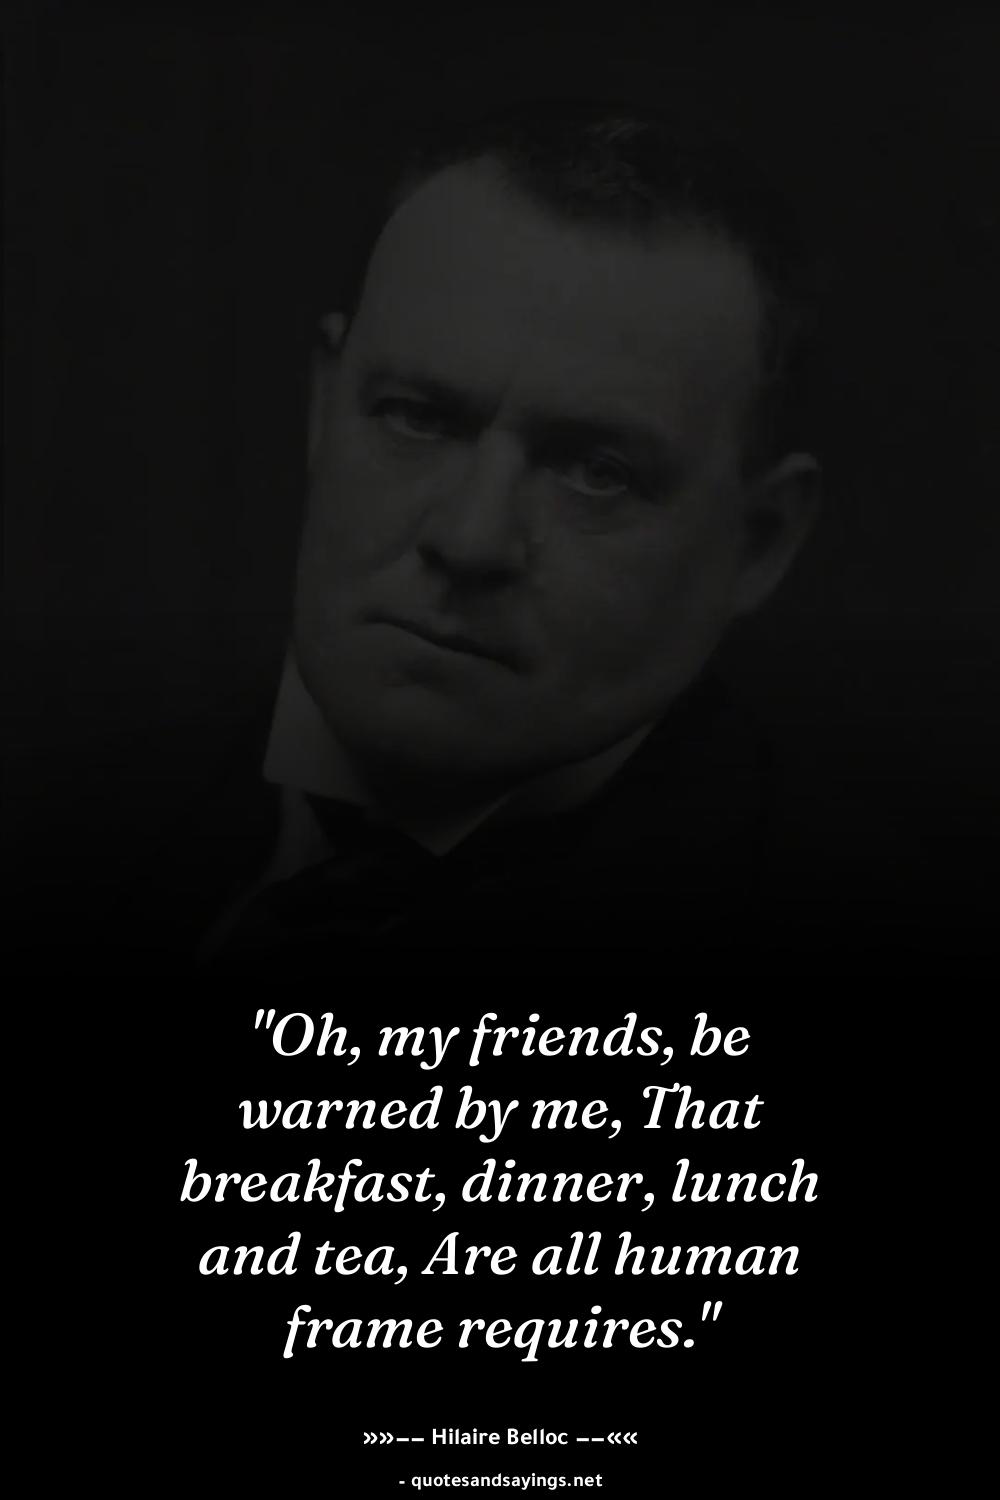 "Oh, my friends, be
warned by me, That
breakfast, dinner, lunch
and tea, Are all human
frame requires."
»»−− Hilaire Belloc −−««
- quotesandsayings.net